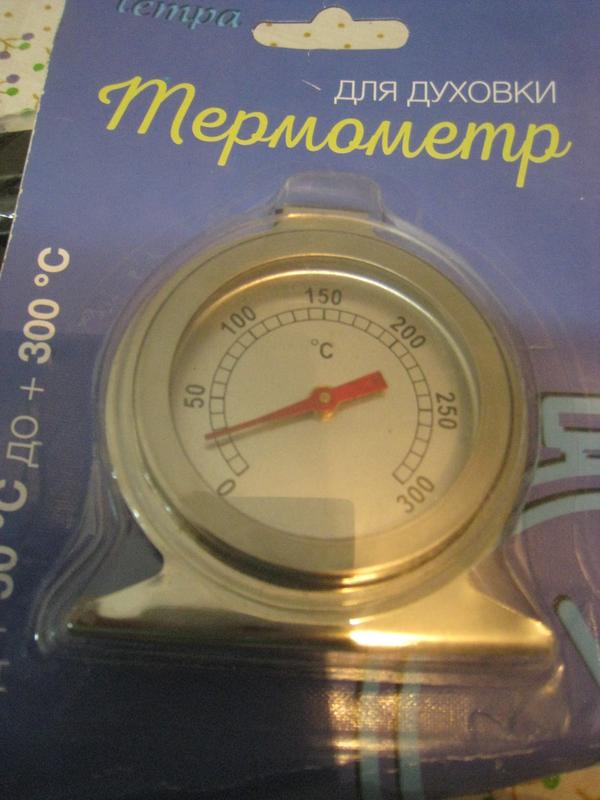 для духовки
Термометр
°C
0
50
100
150
200
250
300
°C до + 300 °C